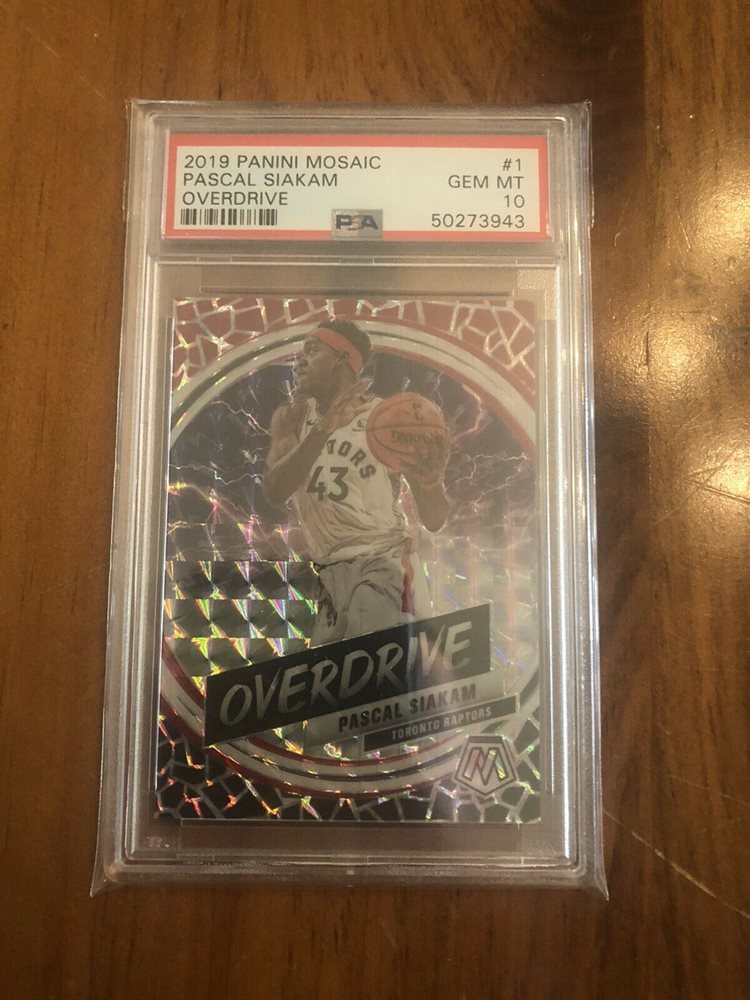 2019 PANINI MOSAIC #1
PASCAL SIAKAM GEM MT
OVERDRIVE 10
PSA 50273943
TORS
43
OVERDRIVE
PASCAL SIAKAM
TORONTO RAPTORS
M